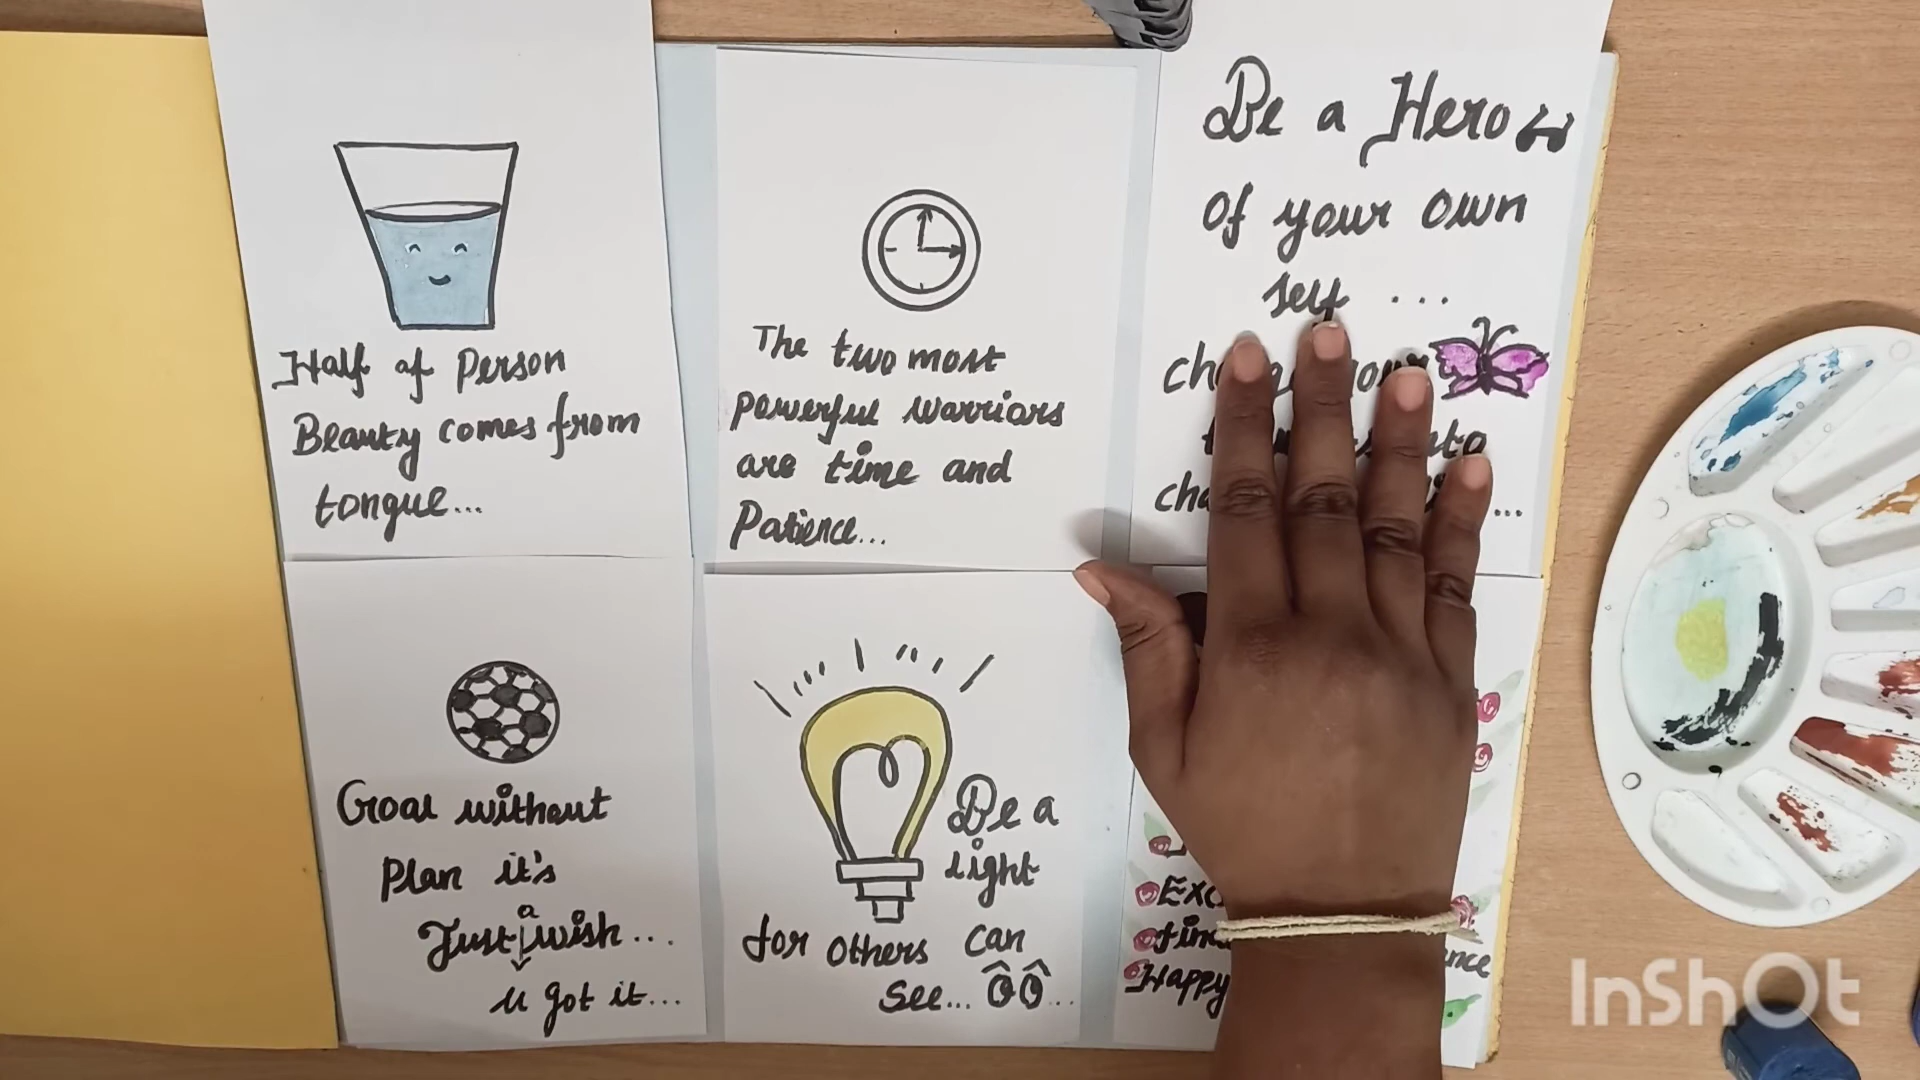 Half of Person
Beauty comes from
tongue...
The two most
powerful warriors
are time and
Patience...
Be a Hero
of your own
self ...
...
Goal without
Plan it's
Just a wish...
u got it...
Be a
light
for others can
see...
Happy
InShOt